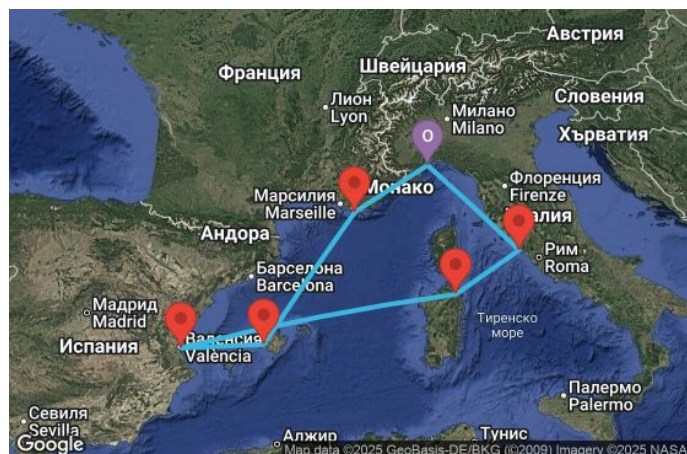 Австрия
Франция
Швейцария
Словения
Лион
Lyon
Милано
Milano
Хърватия
O
Монако
Флоренция
Firenze
Марсилия
Marseille
Андора
Рим
Roma
Барселона
Barcelona
Мадрид
Madrid
Испания
Валенсия
València
Тиренско
море
Палермо
Palermo
Севиля
Sevilla
Google
Алжир
Тунис
Map data ©2025 GeoBasis-DE/BKG (©2009) Imagery ©2025 NASA